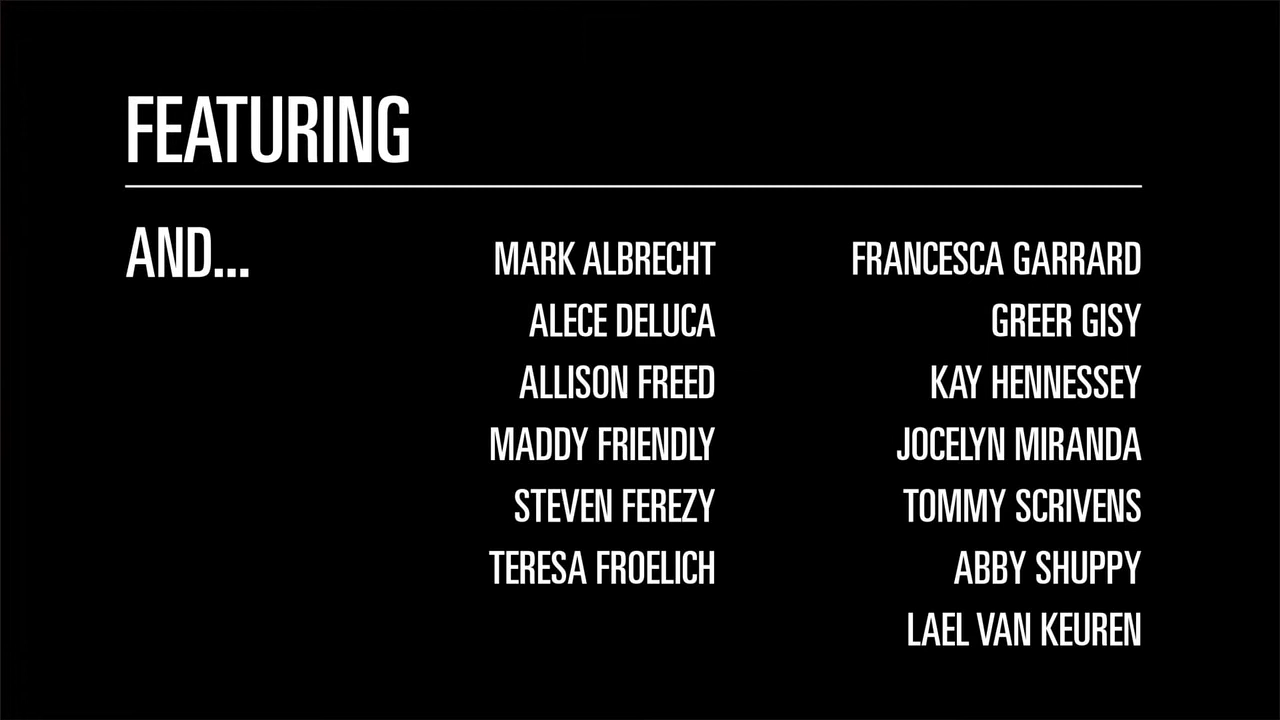 FEATURING
AND...
MARK ALBRECHT
ALECE DELUCA
ALLISON FREED
MADDY FRIENDLY
STEVEN FEREZY
TERESA FROELICH
FRANCESCA GARRARD
GREER GISY
KAY HENNESSEY
JOCELYN MIRANDA
TOMMY SCRIVENS
ABBY SHUPPY
LAEL VAN KEUREN